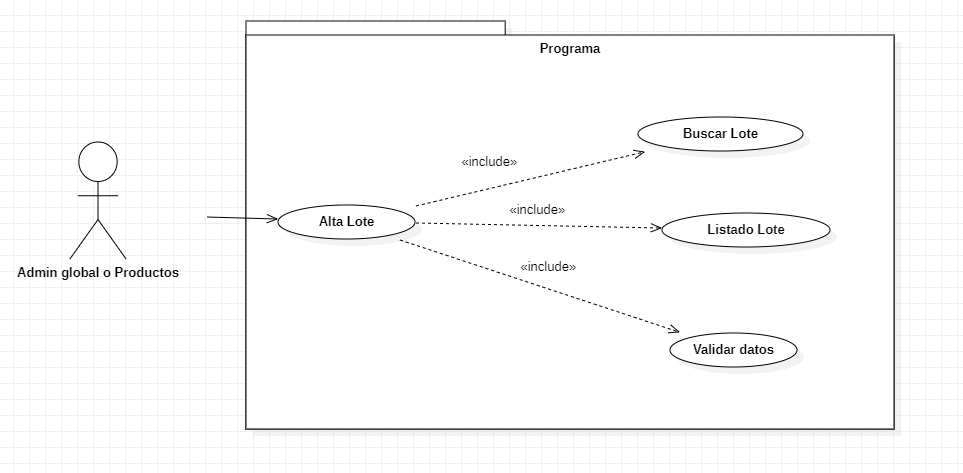 Programa
Buscar Lote
«include»
«include»
Alta Lote
Listado Lote
«include»
Admin global o Productos
Validar datos